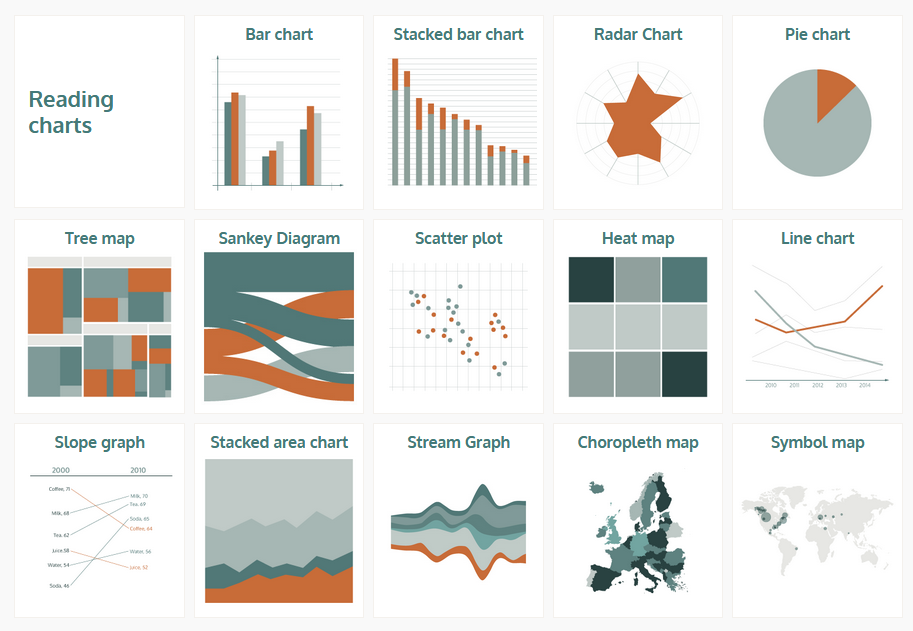 Reading
charts
Bar chart
Stacked bar chart
Radar Chart
Pie chart
Tree map
Sankey Diagram
Scatter plot
Heat map
Line chart
2010 2011 2012 2013 2014
Slope graph
2000 2010
Coffee, 71
Milk, 70
Tea, 69
Milk, 68
Soda, 65
Coffee, 64
Tea, 62
Juice,58
Water, 56
Water, 54
Juice, 52
Soda, 46
Stacked area chart
Stream Graph
Choropleth map
Symbol map